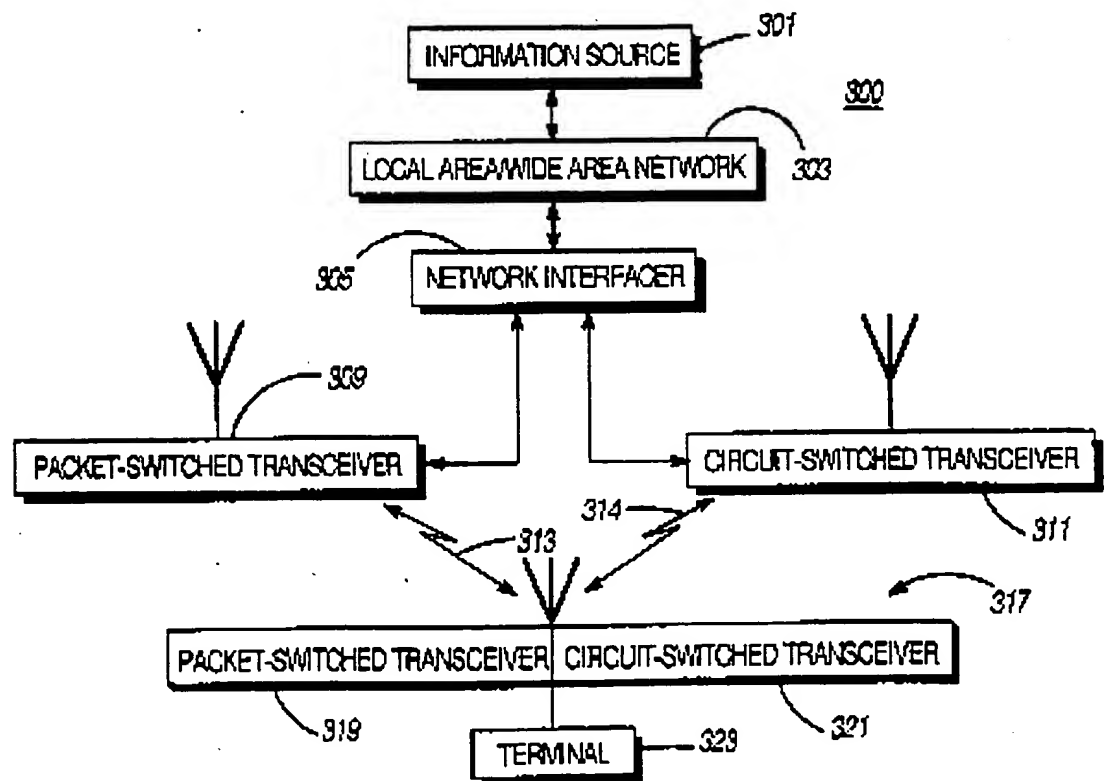 301
INFORMATION SOURCE
300
LOCAL AREA/WIDE AREA NETWORK
303
305
NETWORK INTERFACER
309
PACKET-SWITCHED TRANSCEIVER
CIRCUIT-SWITCHED TRANSCEIVER
314
311
313
317
PACKET-SWITCHED TRANSCEIVER
CIRCUIT-SWITCHED TRANSCEIVER
319
321
TERMINAL
323